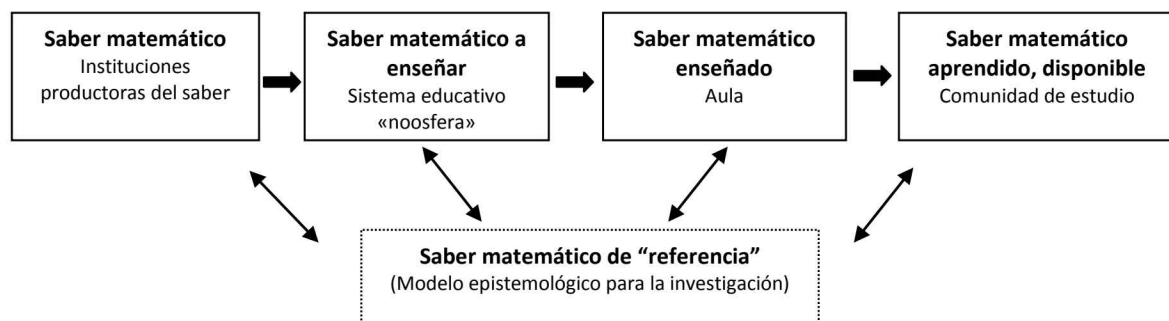 Saber matemático
Instituciones
productoras del saber
Saber matemático a
enseñar
Sistema educativo
«noosfera»
Saber matemático
enseñado
Aula
Saber matemático
aprendido, disponible
Comunidad de estudio
Saber matemático de “referencia”
(Modelo epistemológico para la investigación)